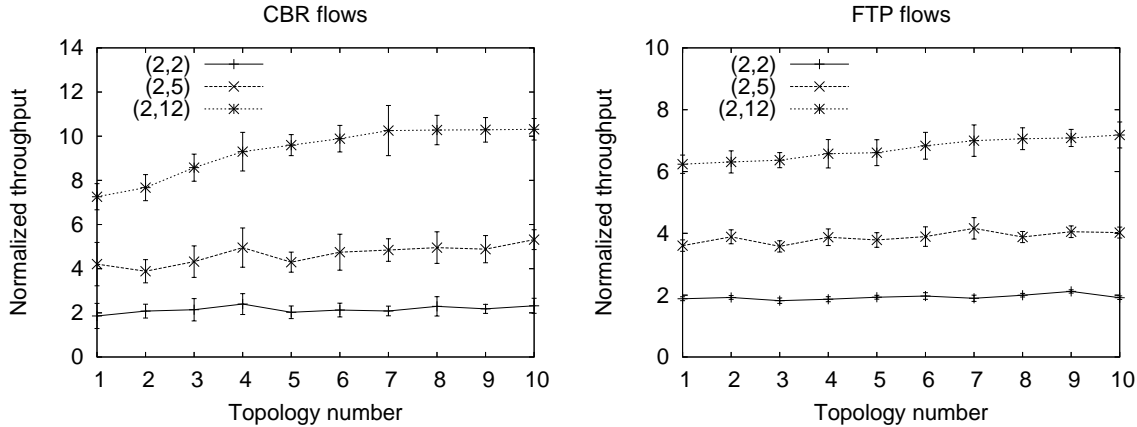 CBR flows
14
12
10
8
6
4
2
0
Normalized throughput
(2,2)
(2,5)
(2,12)
1 2 3 4 5 6 7 8 9 10
Topology number
FTP flows
10
8
6
4
2
0
Normalized throughput
(2,2)
(2,5)
(2,12)
1 2 3 4 5 6 7 8 9 10
Topology number